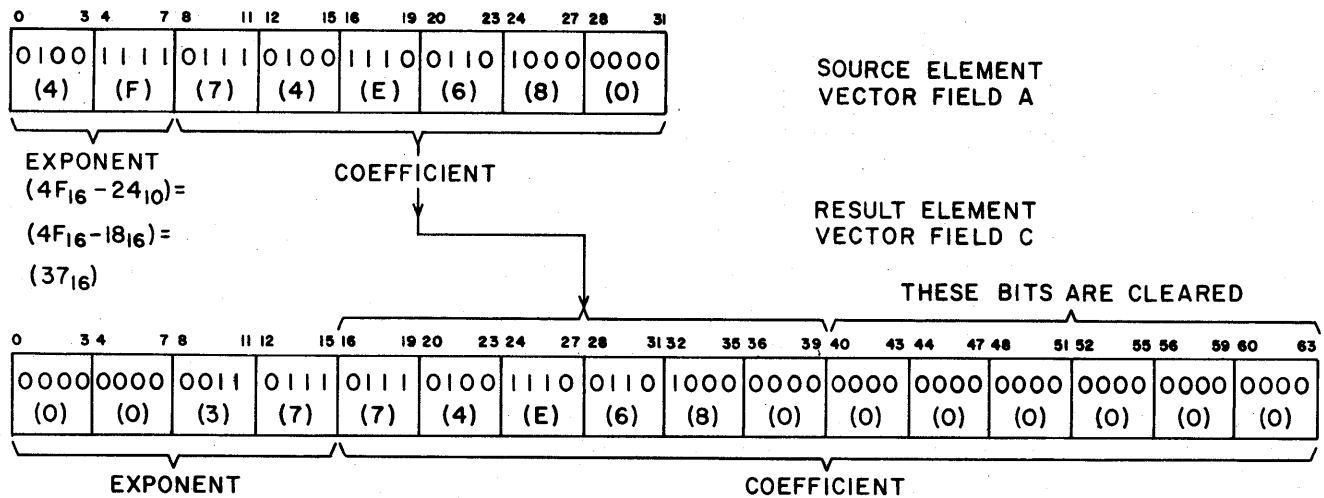 0 3 4 7 8 11 12 15 16 19 20 23 24 27 28 31
0100 1111 0111 0100 1110 0110 1000 0000
(4) (F) (7) (4) (E) (6) (8) (0)
SOURCE ELEMENT
VECTOR FIELD A
EXPONENT
(4F16 - 2410) =
(4F16 - 1816) =
(3716)
COEFFICIENT
RESULT ELEMENT
VECTOR FIELD C
THESE BITS ARE CLEARED
0 3 4 7 8 11 12 15 16 19 20 23 24 27 28 31 32 35 36 39 40 43 44 47 48 51 52 55 56 59 60 63
0000 0000 0011 0111 0111 0100 1110 0110 1000 0000 0000 0000 0000 0000 0000 0000
(0) (0) (3) (7) (7) (4) (E) (6) (8) (0) (0) (0) (0) (0) (0) (0)
EXPONENT
COEFFICIENT